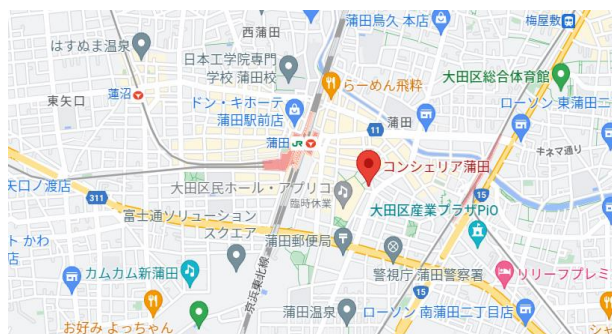 西蒲田
蒲田鳥久 本店
梅屋敷
はすぬま温泉
日本工学院専門
学校 蒲田校
大田区総合体育館
らーめん飛粋
東矢口
蓮沼
ドン・キホーテ
蒲田駅前店
ローソン 東蒲田二
11
蒲田
蒲田 JR
キネマ通り
コンシェリア蒲田
矢口ノ渡店
311
大田区民ホール・アプリコ
臨時休業
15
富士通ソリューション
スクエア
大田区産業プラザPiO
ト かわ
店
蒲田郵便局
カムカム新蒲田
京浜東北線
警視庁 蒲田警察署
リリーフプレミ
15
お好み よっちゃん
蒲田温泉
ローソン 南蒲田二丁目店